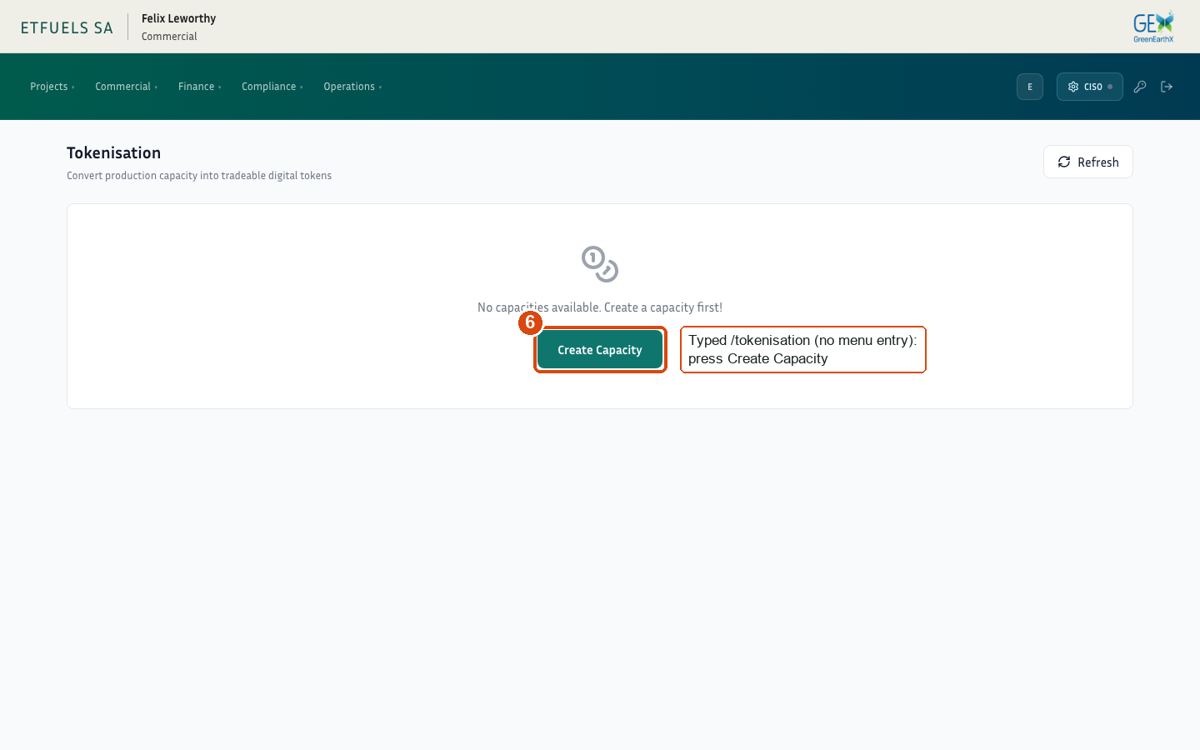 ETFUELS SA
Felix Leworthy
Commercial
GEX
GreenEarthX
Projects
Commercial
Finance
Compliance
Operations
E
CISO
Tokenisation
Convert production capacity into tradeable digital tokens
Refresh
No capacities available. Create a capacity first!
6
Create Capacity
Typed /tokenisation (no menu entry):
press Create Capacity